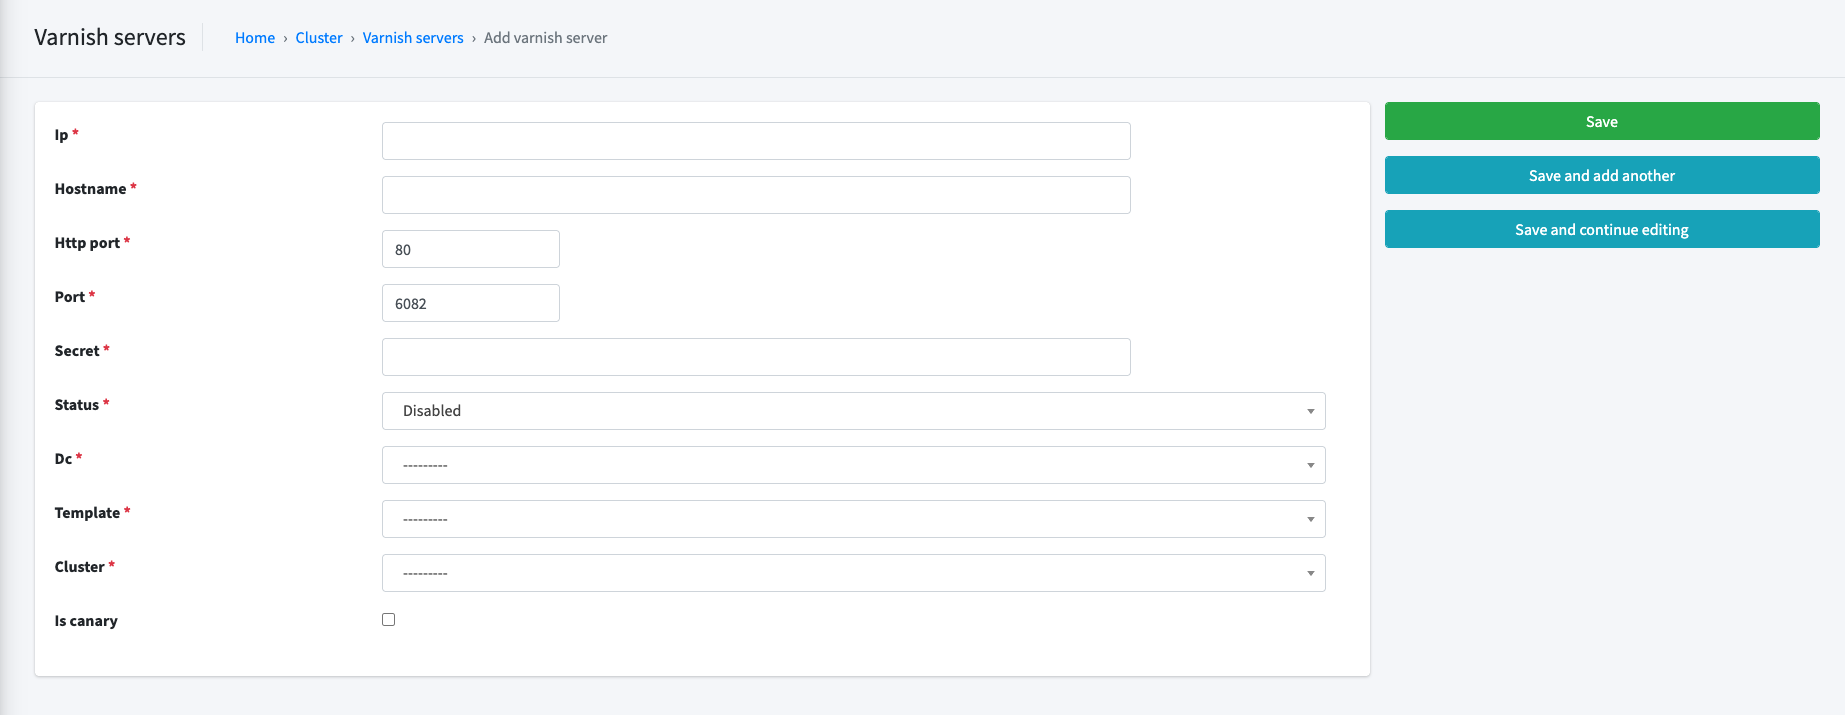 Varnish servers
Home › Cluster › Varnish servers › Add varnish server
Ip *
Hostname *
Http port * 80
Port * 6082
Secret *
Status * Disabled
Dc * ---------
Template * ---------
Cluster * ---------
Is canary
Save
Save and add another
Save and continue editing